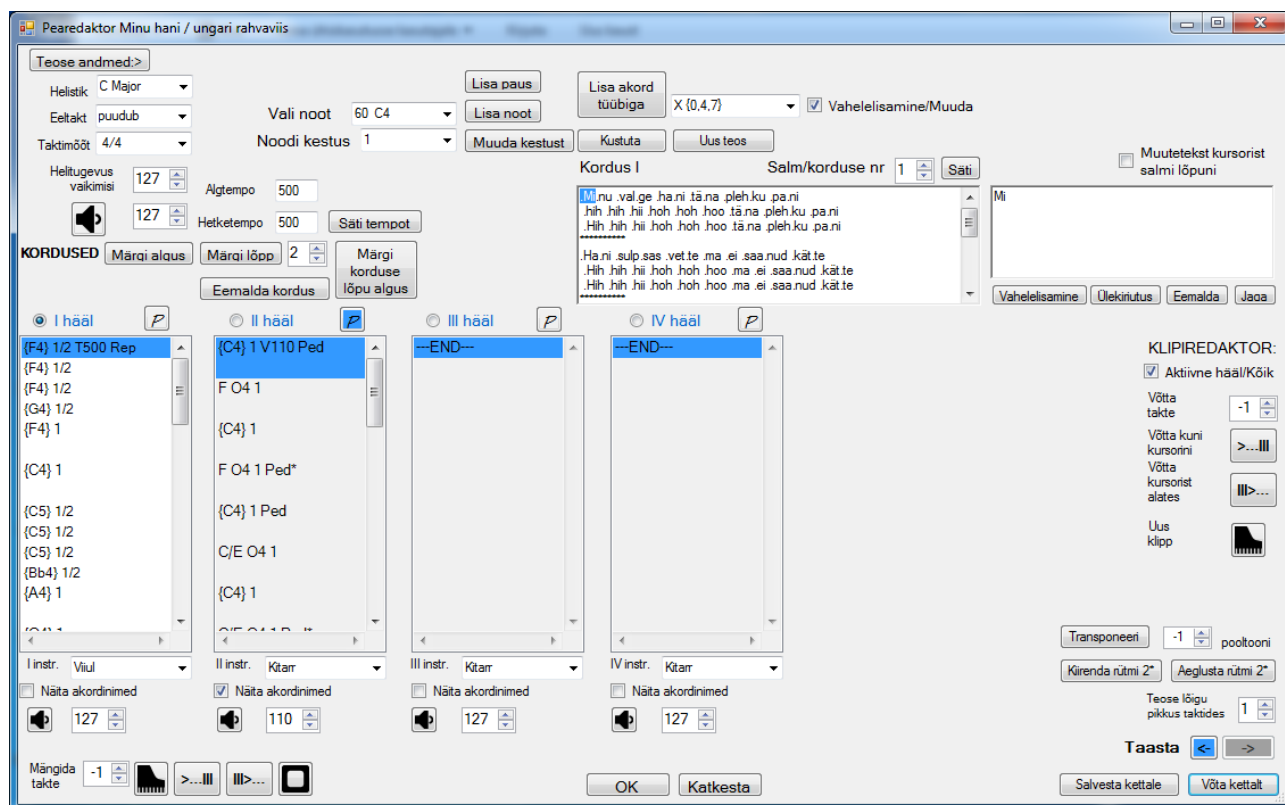 Pearedaktor Minu hani / ungari rahvaviis
Teose andmed:>
Helistik C Major
Eeltakt puudub
Taktimõõt 4/4
Helitugevus vaikimisi 127
127
Vali noot 60 C4
Noodi kestus 1
Lisa paus
Lisa noot
Muuda kestust
Algtempo 500
Hetketempo 500 Säti tempot
Lisa akord tüübiga X {0,4,7} Vahelelisamine/Muuda
Kustuta Uus teos
Kordus I Salm/korduse nr 1 Säti
Muutetekst kursorist salmi lõpuni
.Mi.nu .val.ge .ha.ni .tä.na .pleh.ku .pa.ni
.hih .hih .hii .hoh .hoh .hoo .tä.na .pleh.ku .pa.ni
.Hih .hih .hii .hoh .hoh .hoo .tä.na .pleh.ku .pa.ni
**********
.Ha.ni .sulp.sas .vet.te .ma .ei .saa.nud .kät.te
.Hih .hih .hii .hoh .hoh .hoo .ma .ei .saa.nud .kät.te
.Hih .hih .hii .hoh .hoh .hoo .ma .ei .saa.nud .kät.te
**********
Mi
Vahelelisamine Ülekirjutus Eemalda Jaga
KORDUSED Märgi algus Märgi lõpp 2 Märgi korduse lõpu algus
Eemalda kordus
I hääl P II hääl P III hääl P IV hääl P
{F4} 1/2 T500 Rep
{F4} 1/2
{F4} 1/2
{G4} 1/2
{F4} 1
{C4} 1
{C5} 1/2
{C5} 1/2
{C5} 1/2
{Bb4} 1/2
{A4} 1
{C4} 1 V110 Ped
F O4 1
{C4} 1
F O4 1 Ped*
{C4} 1 Ped
C/E O4 1
{C4} 1
C/E O4 1 Ped*
---END---
---END---
I instr. Viiul II instr. Kitarr III instr. Kitarr IV instr. Kitarr
Näita akordinimed Näita akordinimed Näita akordinimed Näita akordinimed
127 110 127 127
Mängida takte -1 >...III III>...
OK Katkesta
KLIPIREDAKTOR:
Aktiivne hääl/Kõik
Võtta takte -1
Võtta kuni kursorini >...III
Võtta kursorist alates III>...
Uus klipp
Transponeeri -1 pooltooni
Kiirenda rütmi 2* Aeglusta rütmi 2*
Teose lõigu pikkus taktides 1
Taasta <- ->
Salvesta kettale Võta kettalt